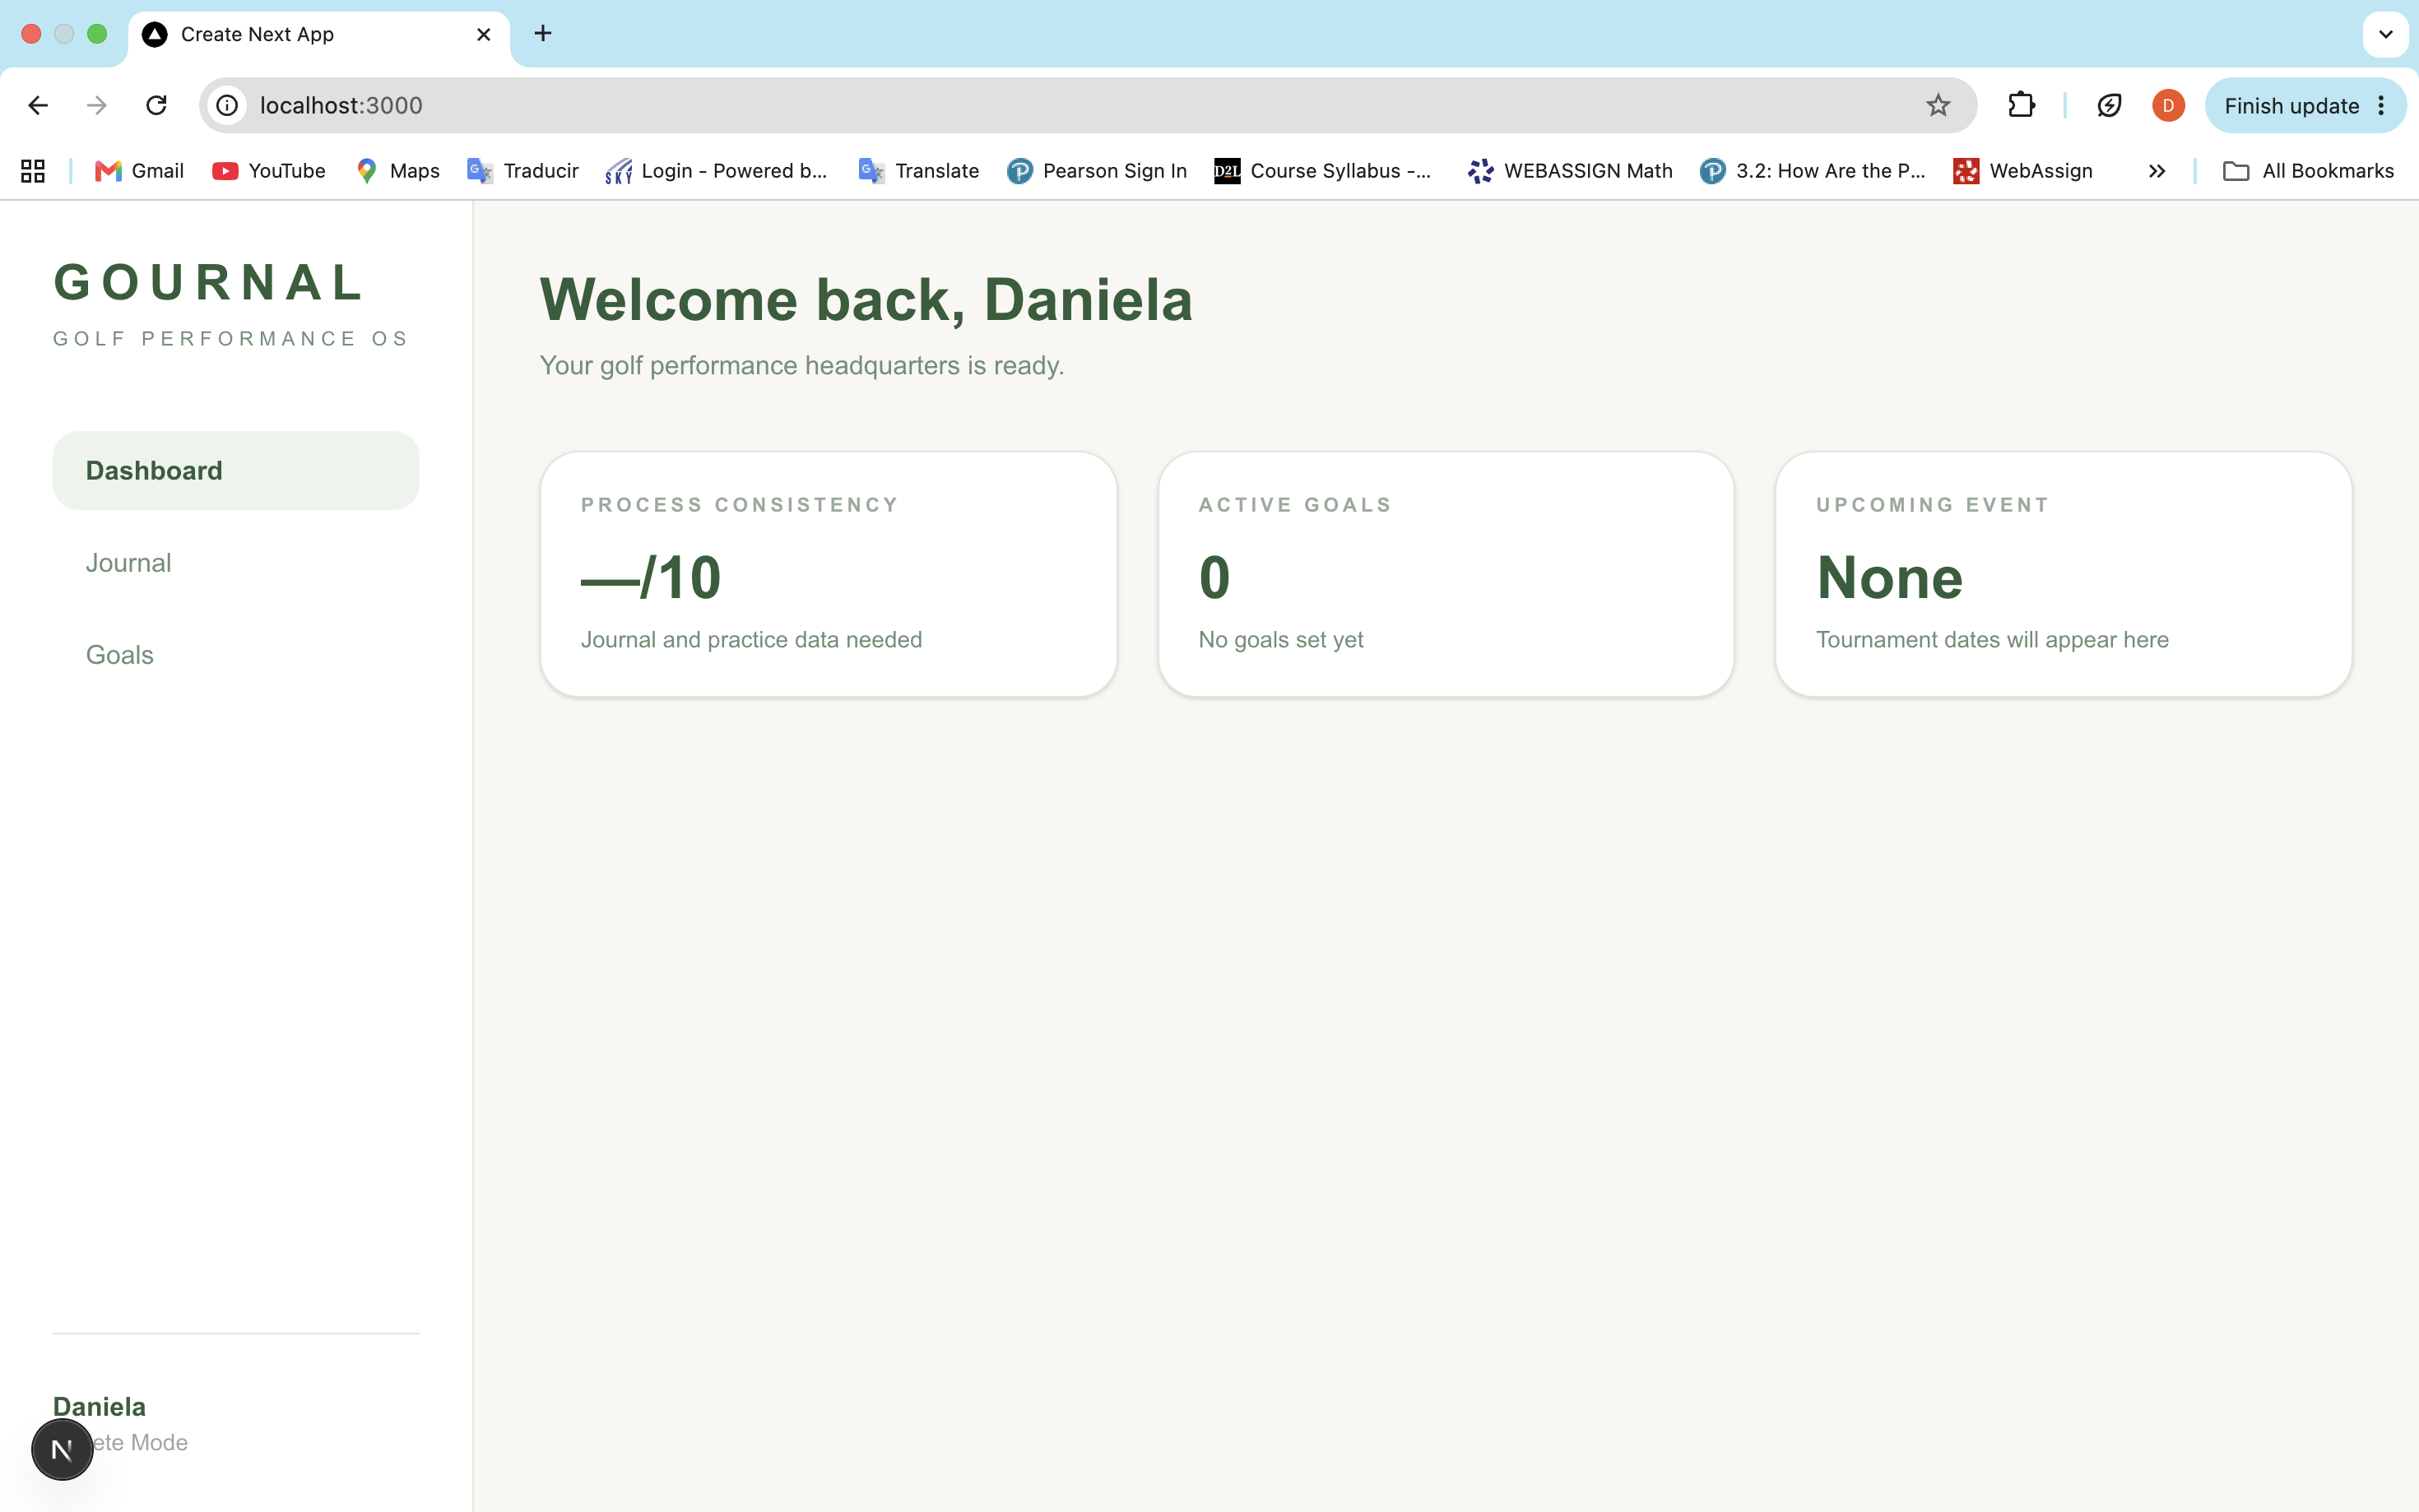 Create Next App
localhost:3000
D
Finish update
Gmail YouTube Maps Traducir Login - Powered b... Translate Pearson Sign In D2L Course Syllabus -... WEBASSIGN Math 3.2: How Are the P... WebAssign All Bookmarks
GOURNAL
GOLF PERFORMANCE OS
Dashboard
Journal
Goals
Daniela
ete Mode
N
Welcome back, Daniela
Your golf performance headquarters is ready.
PROCESS CONSISTENCY
—/10
Journal and practice data needed
ACTIVE GOALS
0
No goals set yet
UPCOMING EVENT
None
Tournament dates will appear here